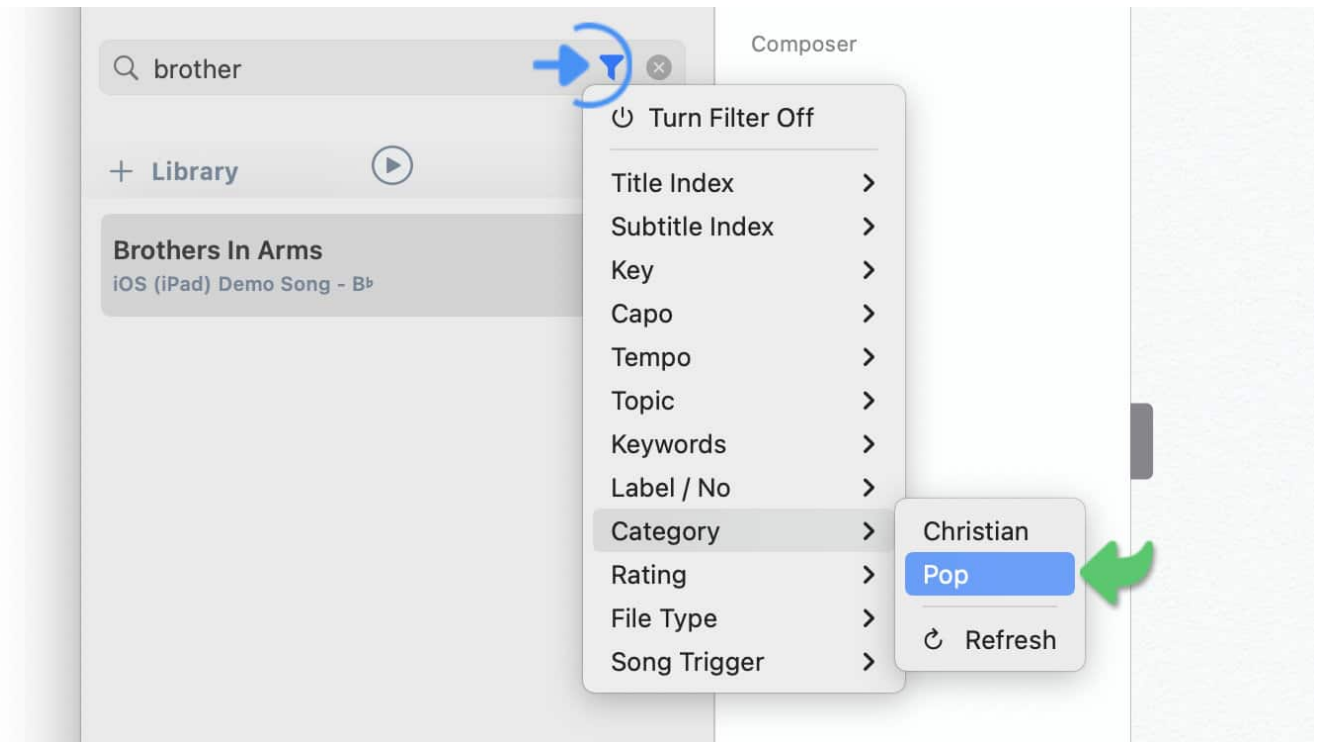 Composer
brother
Turn Filter Off
+ Library
Title Index
Subtitle Index
Brothers In Arms
iOS (iPad) Demo Song - B♭
Key
Capo
Tempo
Topic
Keywords
Label / No
Category
Christian
Rating
Pop
File Type
Refresh
Song Trigger